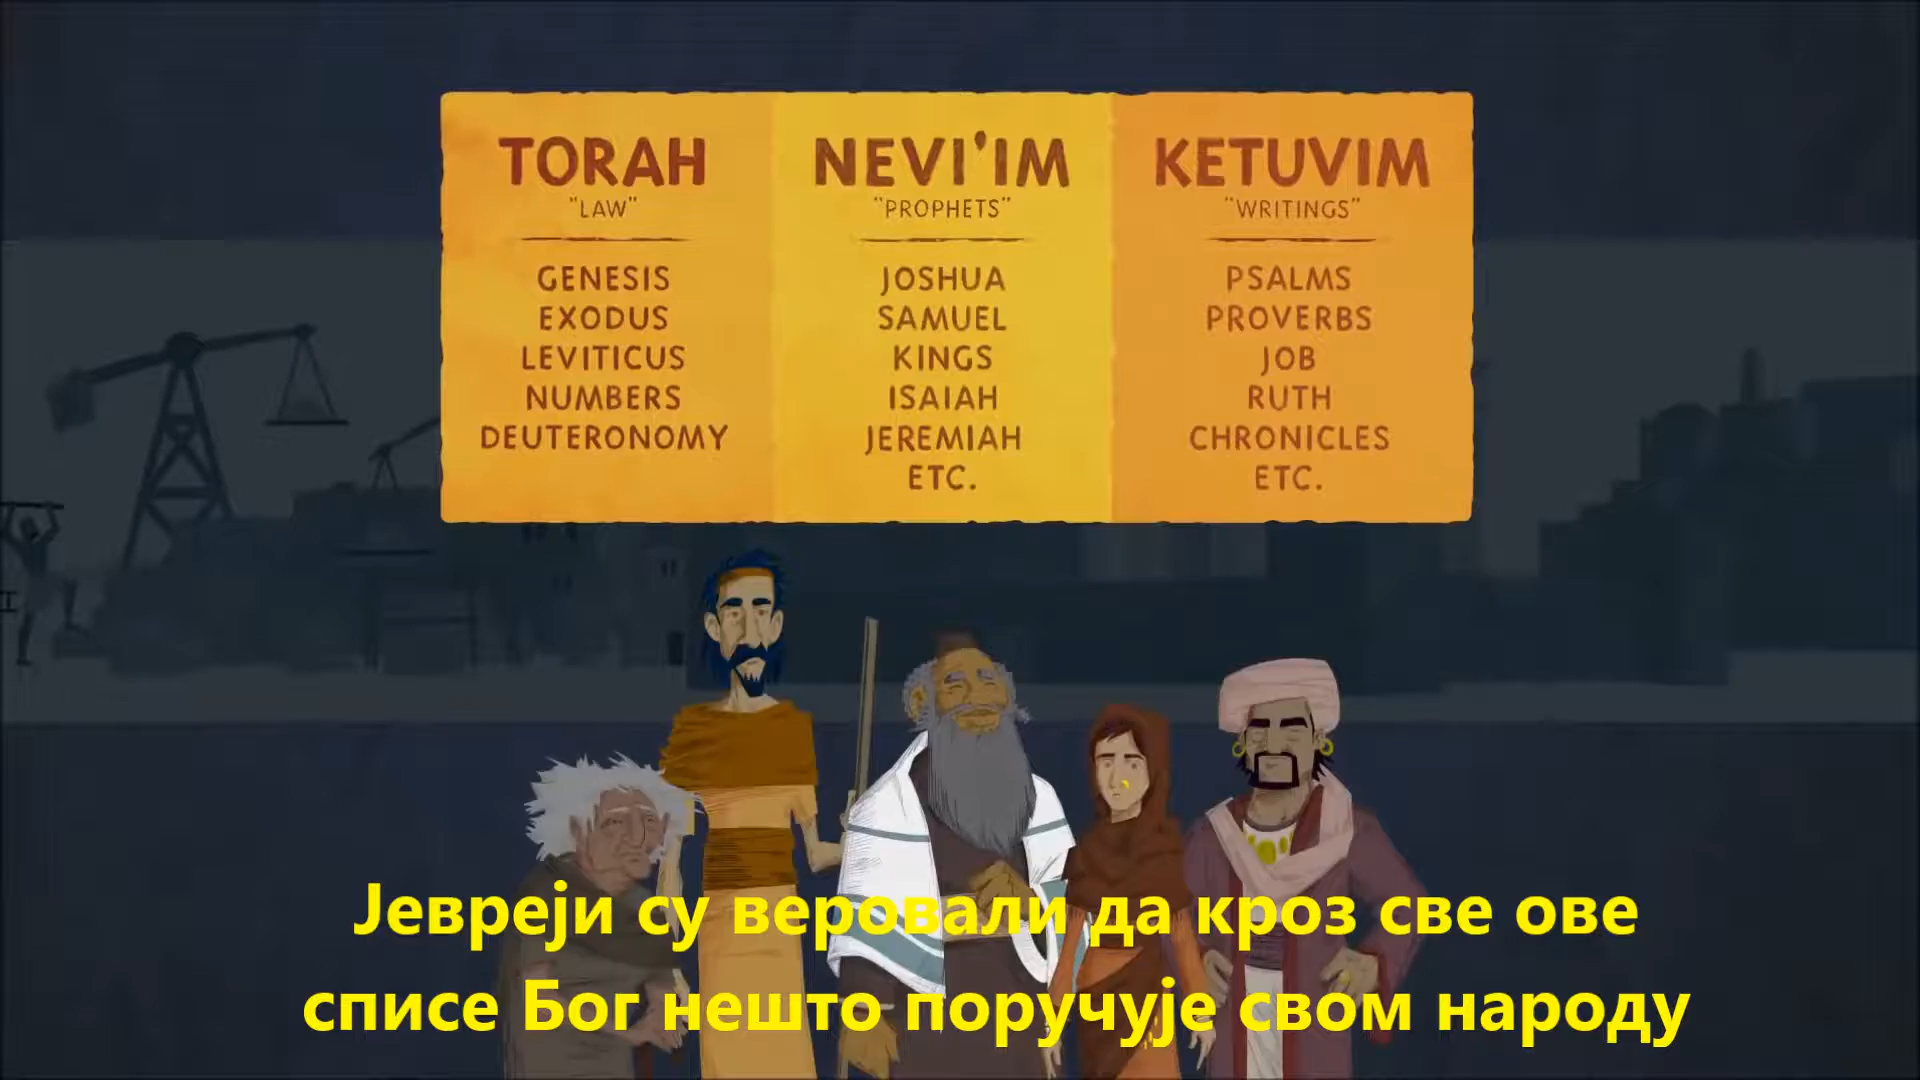 TORAH
"LAW"
GENESIS
EXODUS
LEVITICUS
NUMBERS
DEUTERONOMY
NEVI'IM
"PROPHETS"
JOSHUA
SAMUEL
KINGS
ISAIAH
JEREMIAH
ETC.
KETUVIM
"WRITINGS"
PSALMS
PROVERBS
JOB
RUTH
CHRONICLES
ETC.
Јевреји су веровали да кроз све ове
списе Бог нешто поручује свом народу